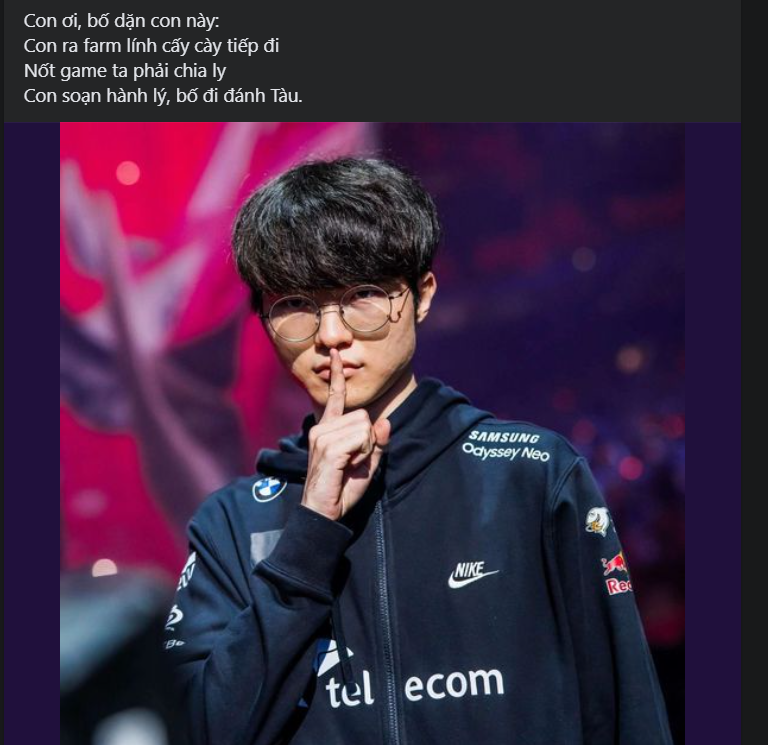 Con ơi, bố dặn con này:
Con ra farm lính cấy cày tiếp đi
Nốt game ta phải chia ly
Con soạn hành lý, bố đi đánh Tàu.
SAMSUNG
Odyssey Neo
NIKE
Red
tel ecom